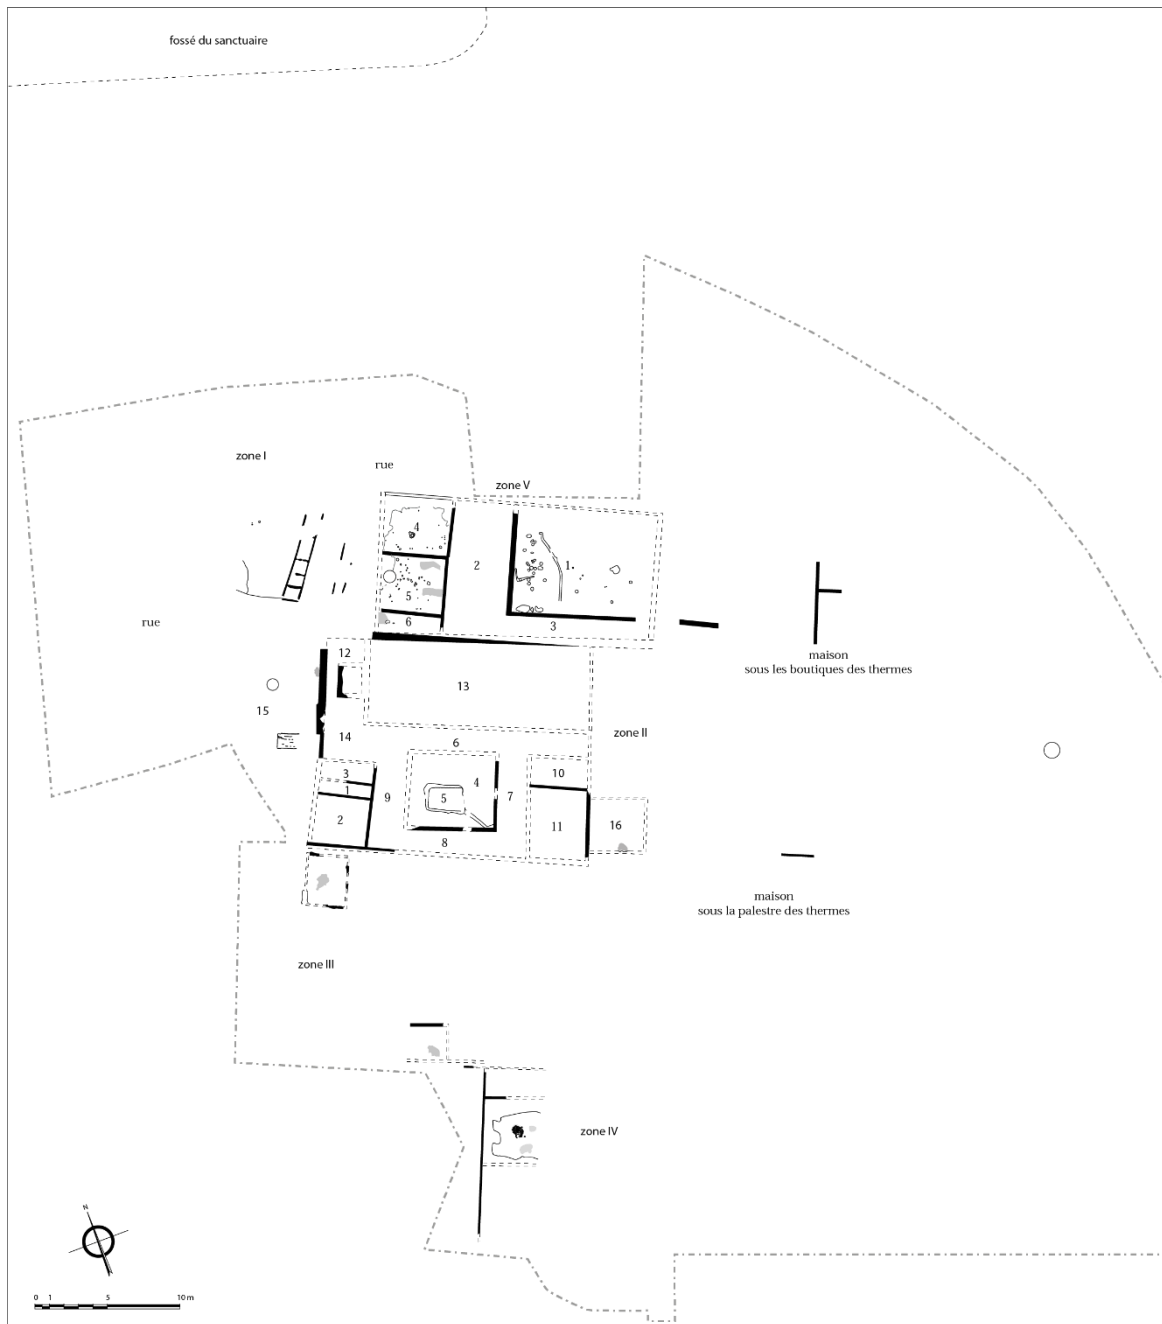 fossé du sanctuaire
zone I
rue
zone V
4
2
1
5
6
3
rue
maison
sous les boutiques des thermes
12
13
15
14
6
zone II
3
4
10
1
5
9
7
2
11
16
8
maison
sous la palestre des thermes
zone III
zone IV
N
0 1 5 10 m